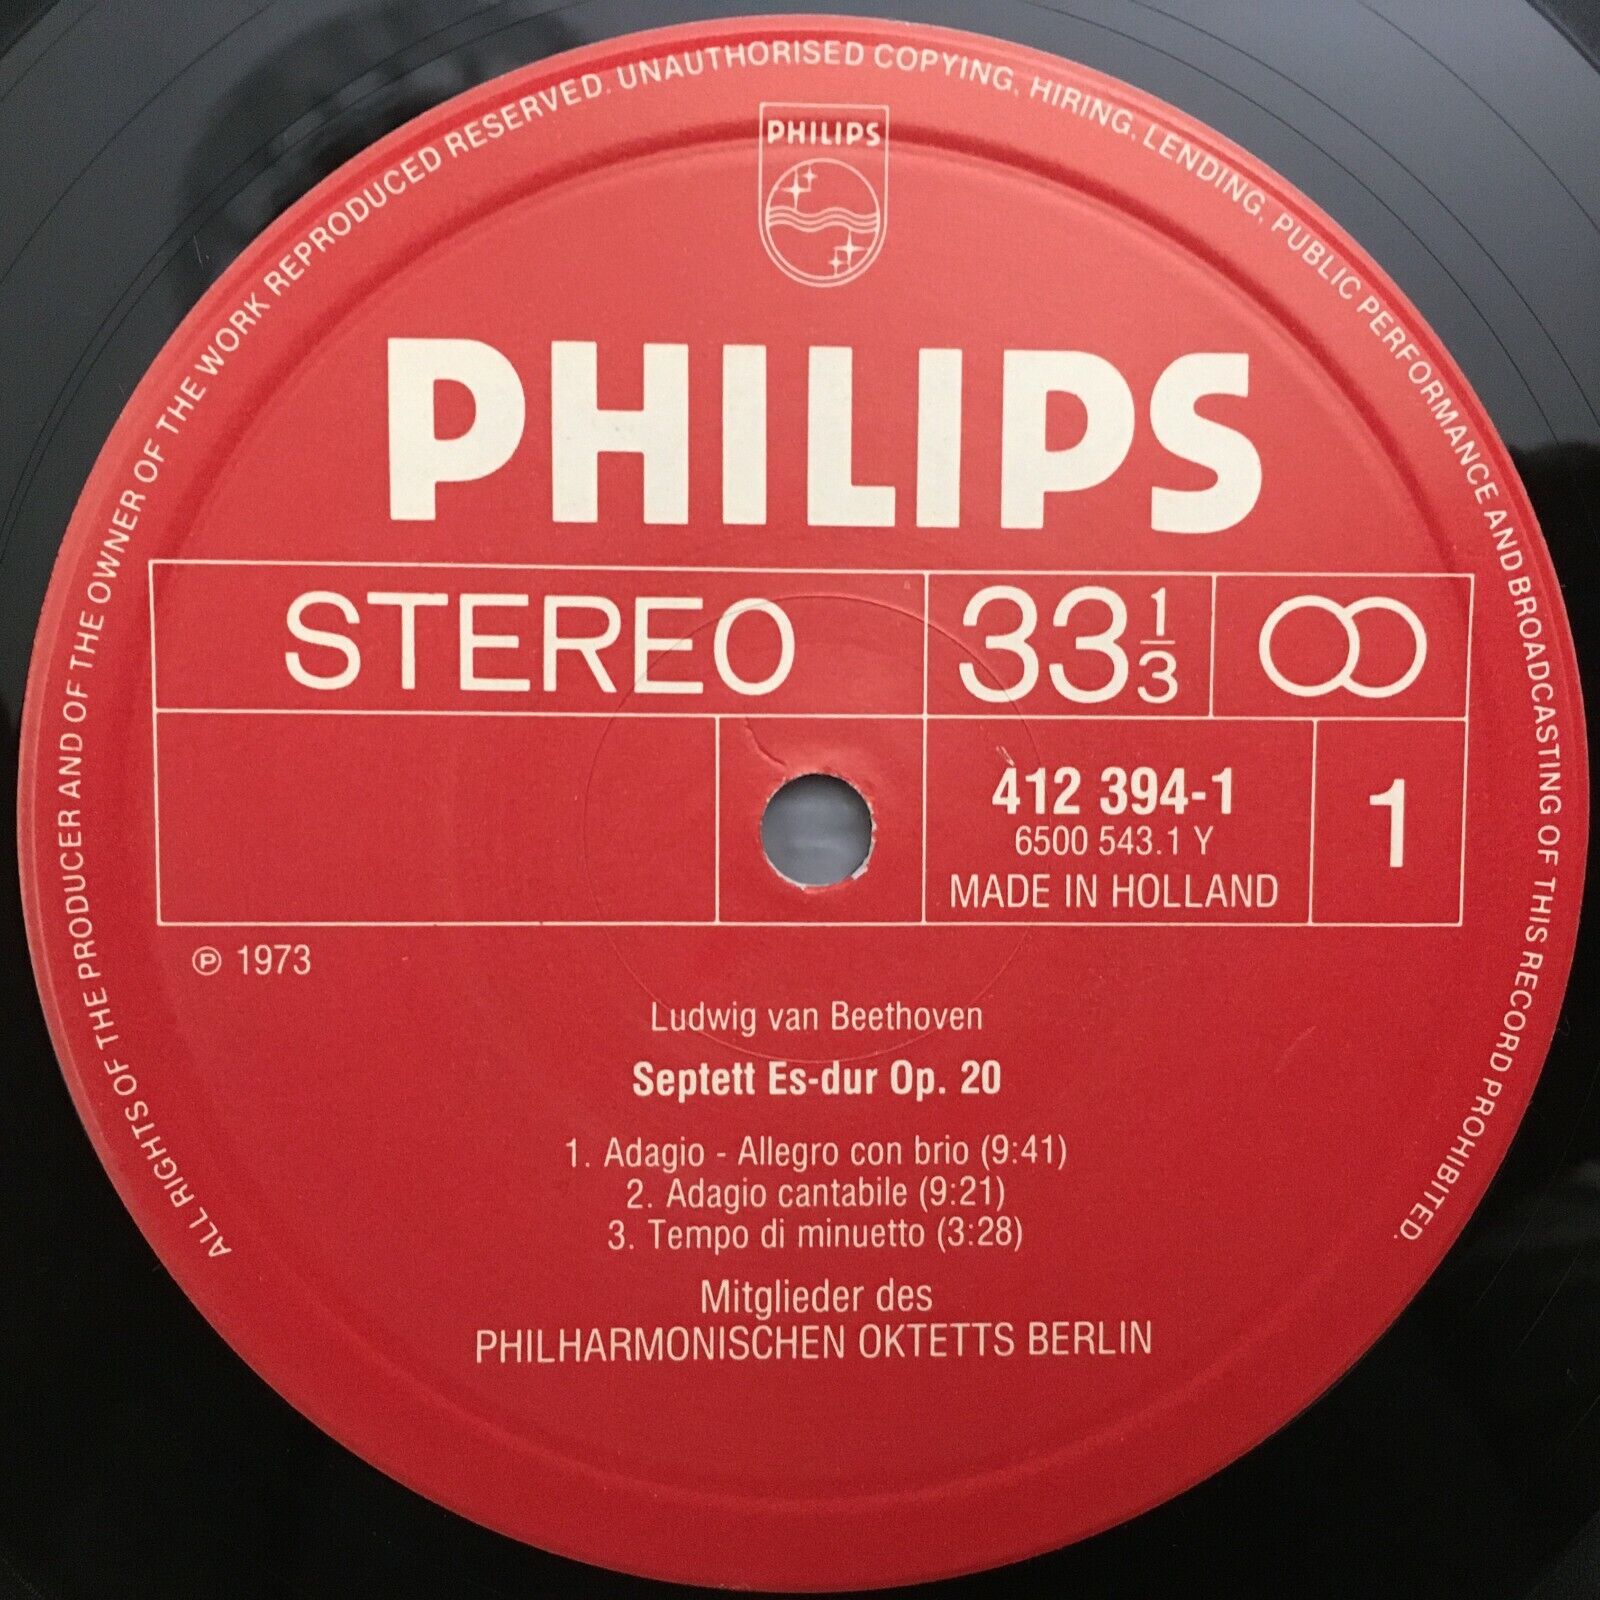 ALL RIGHTS OF THE PRODUCER AND OF THE OWNER OF THE WORK REPRODUCED RESERVED. UNAUTHORISED COPYING, HIRING, LENDING, PUBLIC PERFORMANCE AND BROADCASTING OF THIS RECORD PROHIBITED.
PHILIPS
PHILIPS
STEREO 33 1/3
412 394-1
6500 543.1 Y
MADE IN HOLLAND
1
℗ 1973
Ludwig van Beethoven
Septett Es-dur Op. 20
1. Adagio - Allegro con brio (9:41)
2. Adagio cantabile (9:21)
3. Tempo di minuetto (3:28)
Mitglieder des
PHILHARMONISCHEN OKTETTS BERLIN